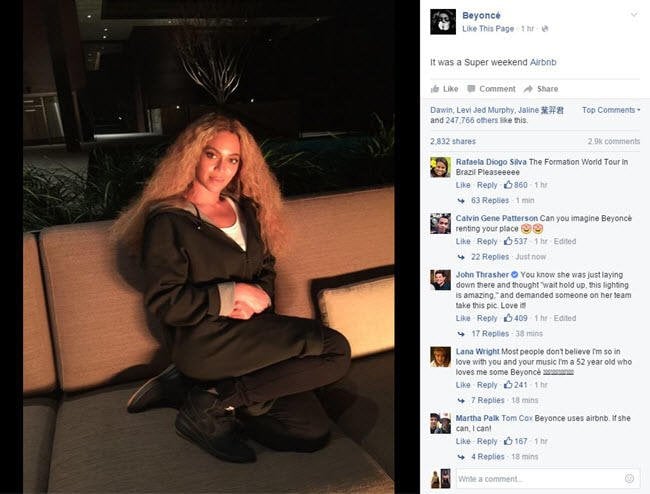 Beyoncé
Like This Page · 1 hr ·
It was a Super weekend Airbnb
Like Comment Share
Dawin, Levi Jed Murphy, Jaline 葉羿君 Top Comments
and 247,766 others like this.
2,832 shares 2.9k comments
Rafaela Diogo Silva The Formation World Tour In
Brazil Pleaseeeee
Like · Reply · 860 · 1 hr
63 Replies · 1 min
Calvin Gene Patterson Can you imagine Beyoncé
renting your place
Like · Reply · 537 · 1 hr · Edited
22 Replies · Just now
John Thrasher You know she was just laying
down there and thought "wait hold up, this lighting
is amazing," and demanded someone on her team
take this pic. Love it!
Like · Reply · 409 · 1 hr · Edited
17 Replies · 38 mins
Lana Wright Most people don't believe I'm so in
love with you and your music I'm a 52 year old who
loves me some Beyoncé
Like · Reply · 241 · 1 hr
7 Replies · 18 mins
Martha Palk Tom Cox Beyonce uses airbnb. If she
can, I can!
Like · Reply · 167 · 1 hr
4 Replies · 18 mins
Write a comment...